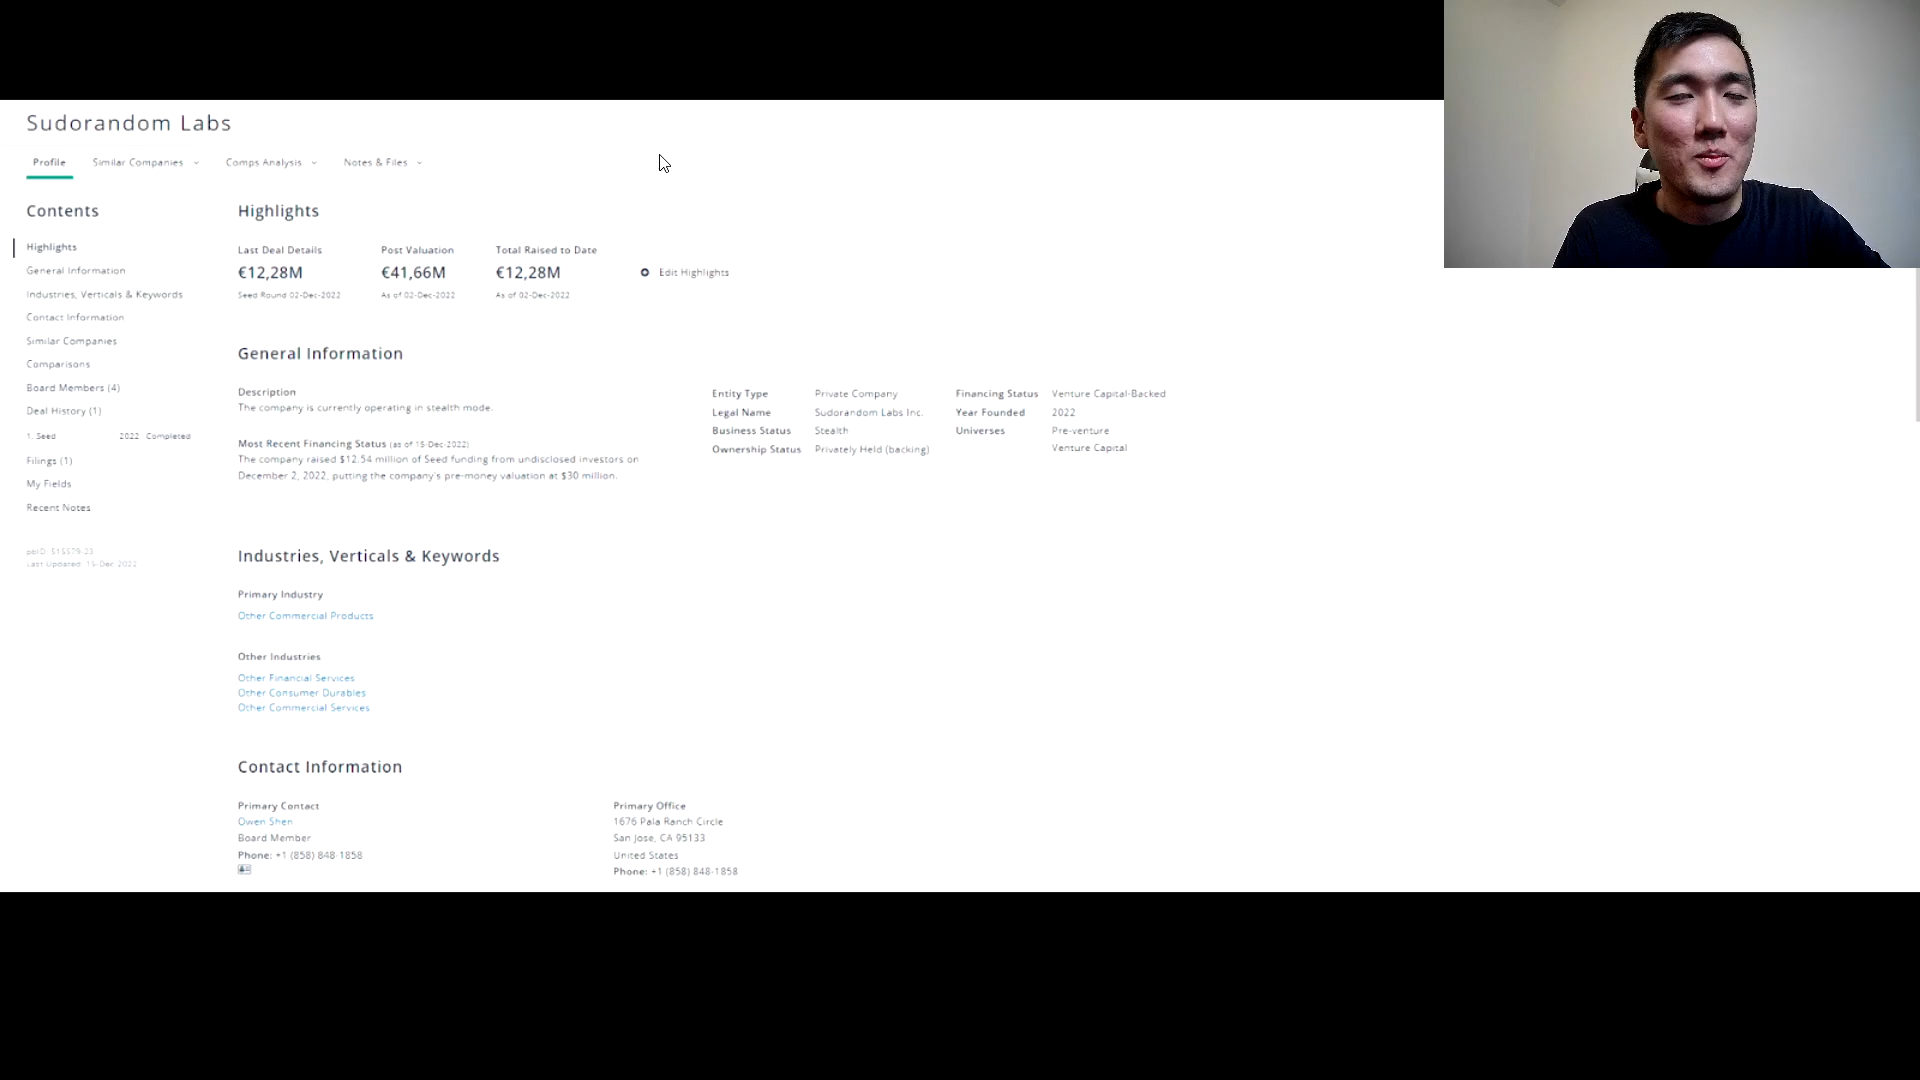 Sudorandom Labs
Profile Similar Companies Comps Analysis Notes & Files
Contents
Highlights
General Information
Industries, Verticals & Keywords
Contact Information
Similar Companies
Comparisons
Board Members (4)
Deal History (1)
1. Seed 2022 Completed
Filings (1)
My Fields
Recent Notes
Last Updated: 15-Dec-2022
Highlights
Last Deal Details Post Valuation Total Raised to Date
€12,28M €41,66M €12,28M Edit Highlights
Seed Round 02-Dec-2022 As of 02-Dec-2022 As of 02-Dec-2022
General Information
Description
The company is currently operating in stealth mode.
Most Recent Financing Status (as of 15-Dec-2022)
The company raised $12.54 million of Seed funding from undisclosed investors on
December 2, 2022, putting the company's pre-money valuation at $30 million.
Entity Type Private Company
Legal Name Sudorandom Labs Inc.
Business Status Stealth
Ownership Status Privately Held (backing)
Financing Status Venture Capital-Backed
Year Founded 2022
Universes Pre-venture
Venture Capital
Industries, Verticals & Keywords
Primary Industry
Other Commercial Products
Other Industries
Other Financial Services
Other Consumer Durables
Other Commercial Services
Contact Information
Primary Contact
Owen Shen
Board Member
Phone: +1 (858) 848-1858
Primary Office
1676 Pala Ranch Circle
San Jose, CA 95133
United States
Phone: +1 (858) 848-1858